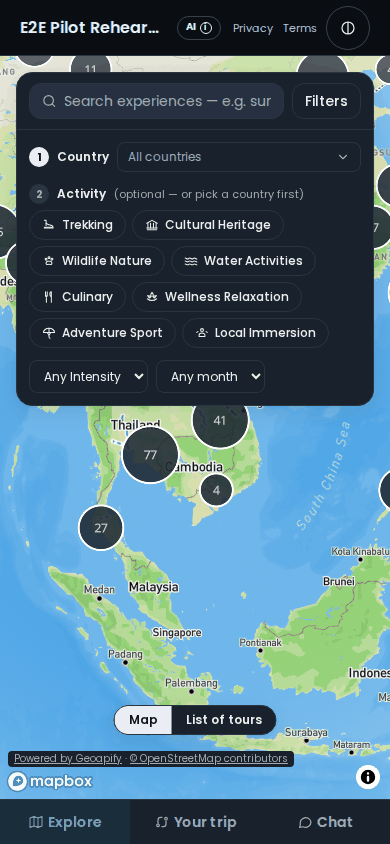 E2E Pilot Rehear...
AI i
Privacy
Terms
11
Search experiences — e.g. sur
Filters
1 Country
All countries
2 Activity (optional — or pick a country first)
Trekking
Cultural Heritage
Wildlife Nature
Water Activities
Culinary
Wellness Relaxation
Adventure Sport
Local Immersion
Any Intensity
Any month
Thailand
41
77
Cambodia
4
South China Sea
27
Kota Kinabalu
Brunei
Medan
Malaysia
Singapore
Pontianak
Padang
Indones
Palembang
Map
List of tours
Surabaya
Mataram
Powered by Geoapify · © OpenStreetMap contributors
mapbox
i
Explore
Your trip
Chat